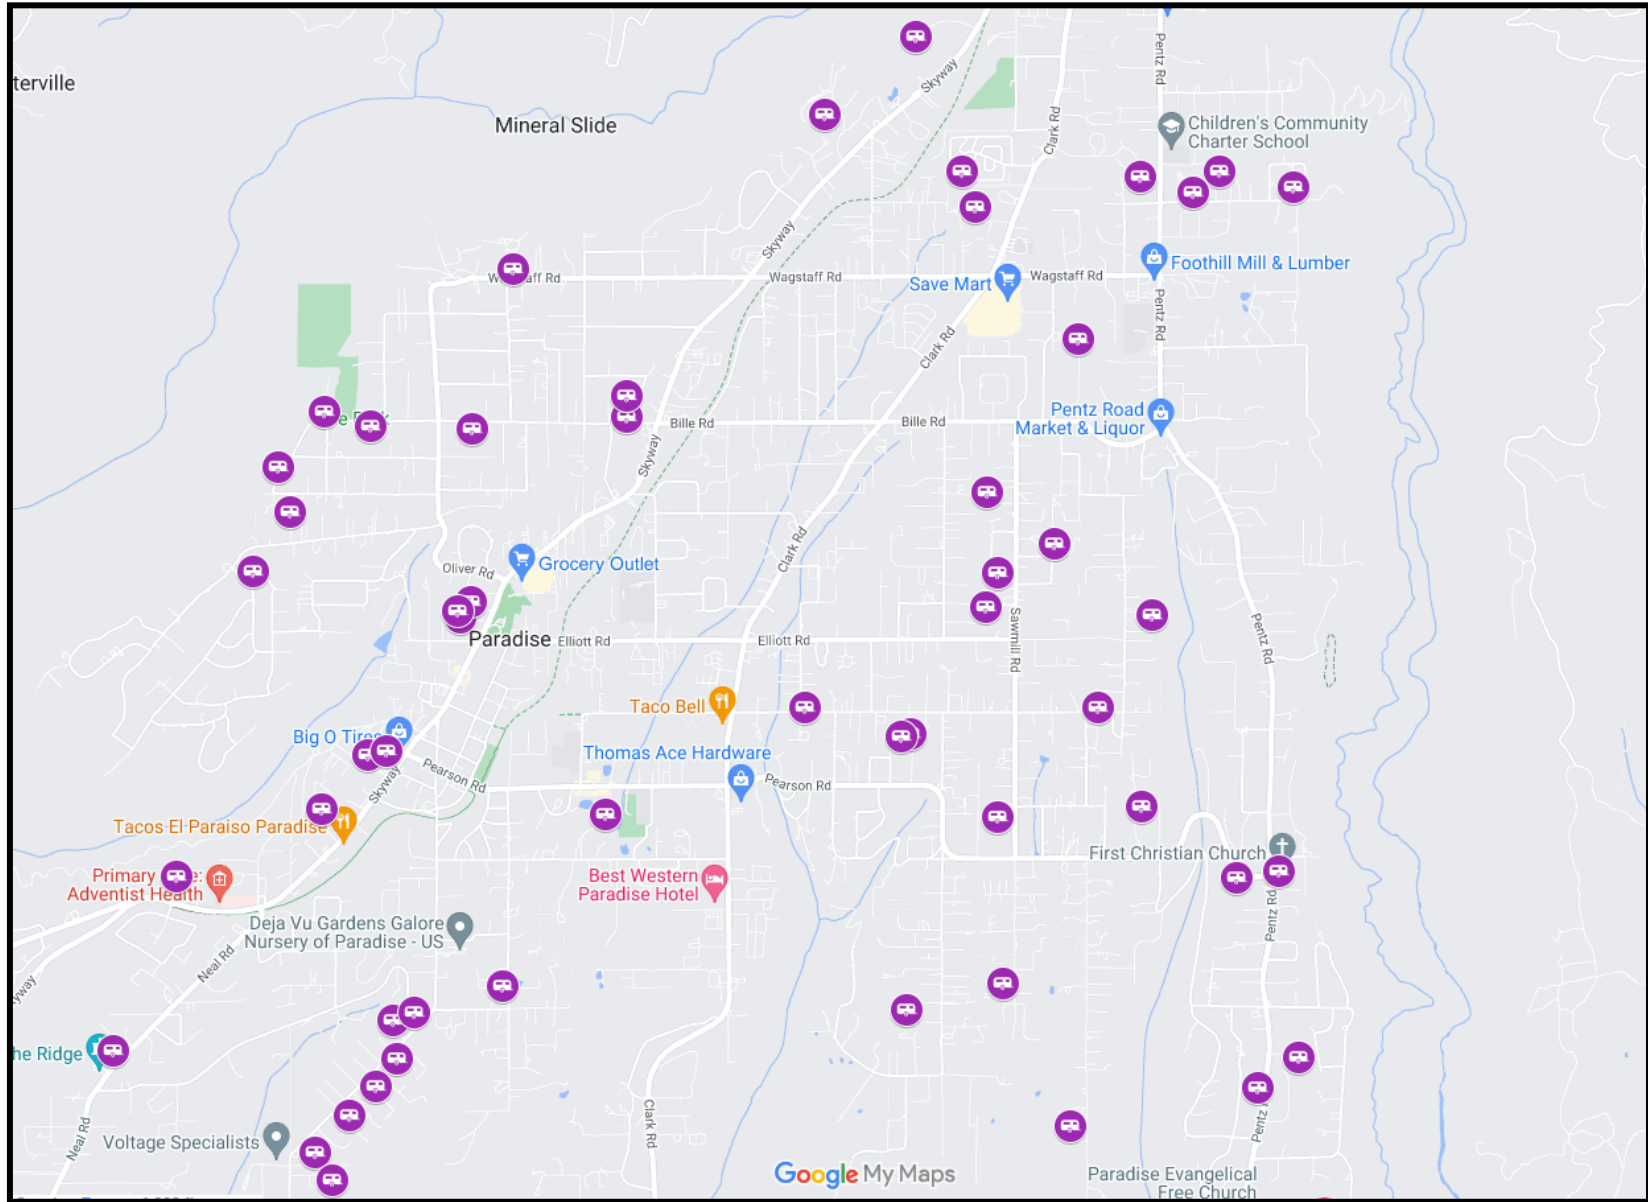 Skyway
Pentz Rd
terville
Mineral Slide
Clark Rd
Children's Community
Charter School
Skyway
Foothill Mill & Lumber
Wagstaff Rd
Save Mart
Wagstaff Rd
Pentz Rd
Clark Rd
Pentz Road
Market & Liquor
Bille Rd
Bille Rd
Skyway
Clark Rd
Grocery Outlet
Oliver Rd
Paradise
Elliott Rd
Elliott Rd
Sawmill Rd
Pentz Rd
Taco Bell
Big O Tires
Thomas Ace Hardware
Pearson Rd
Skyway
Pearson Rd
Tacos El Paraiso Paradise
First Christian Church
Primary
Adventist Health
Best Western
Paradise Hotel
Deja Vu Gardens Galore
Nursery of Paradise - US
Pentz Rd
Neal Rd
yway
he Ridge
Clark Rd
Neal Rd
Voltage Specialists
Pentz
Google My Maps
Paradise Evangelical
Free Church